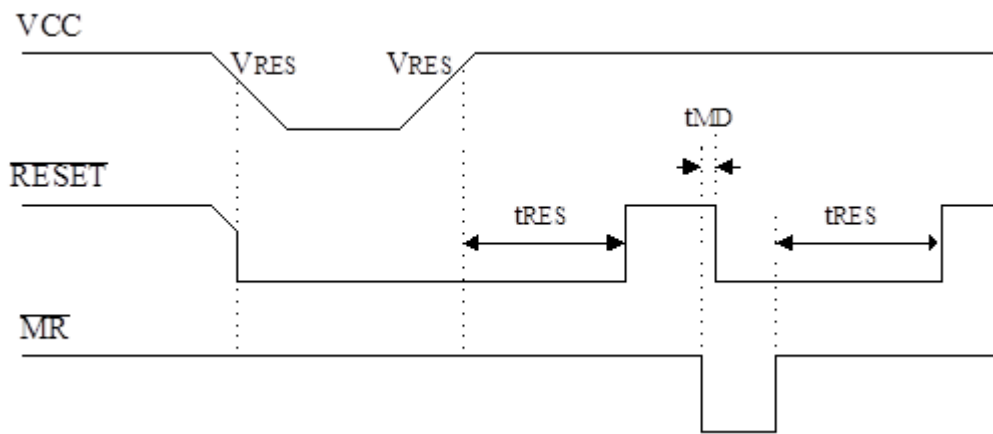 VCC
VRES VRES
tMD
RESET
tRES tRES
MR